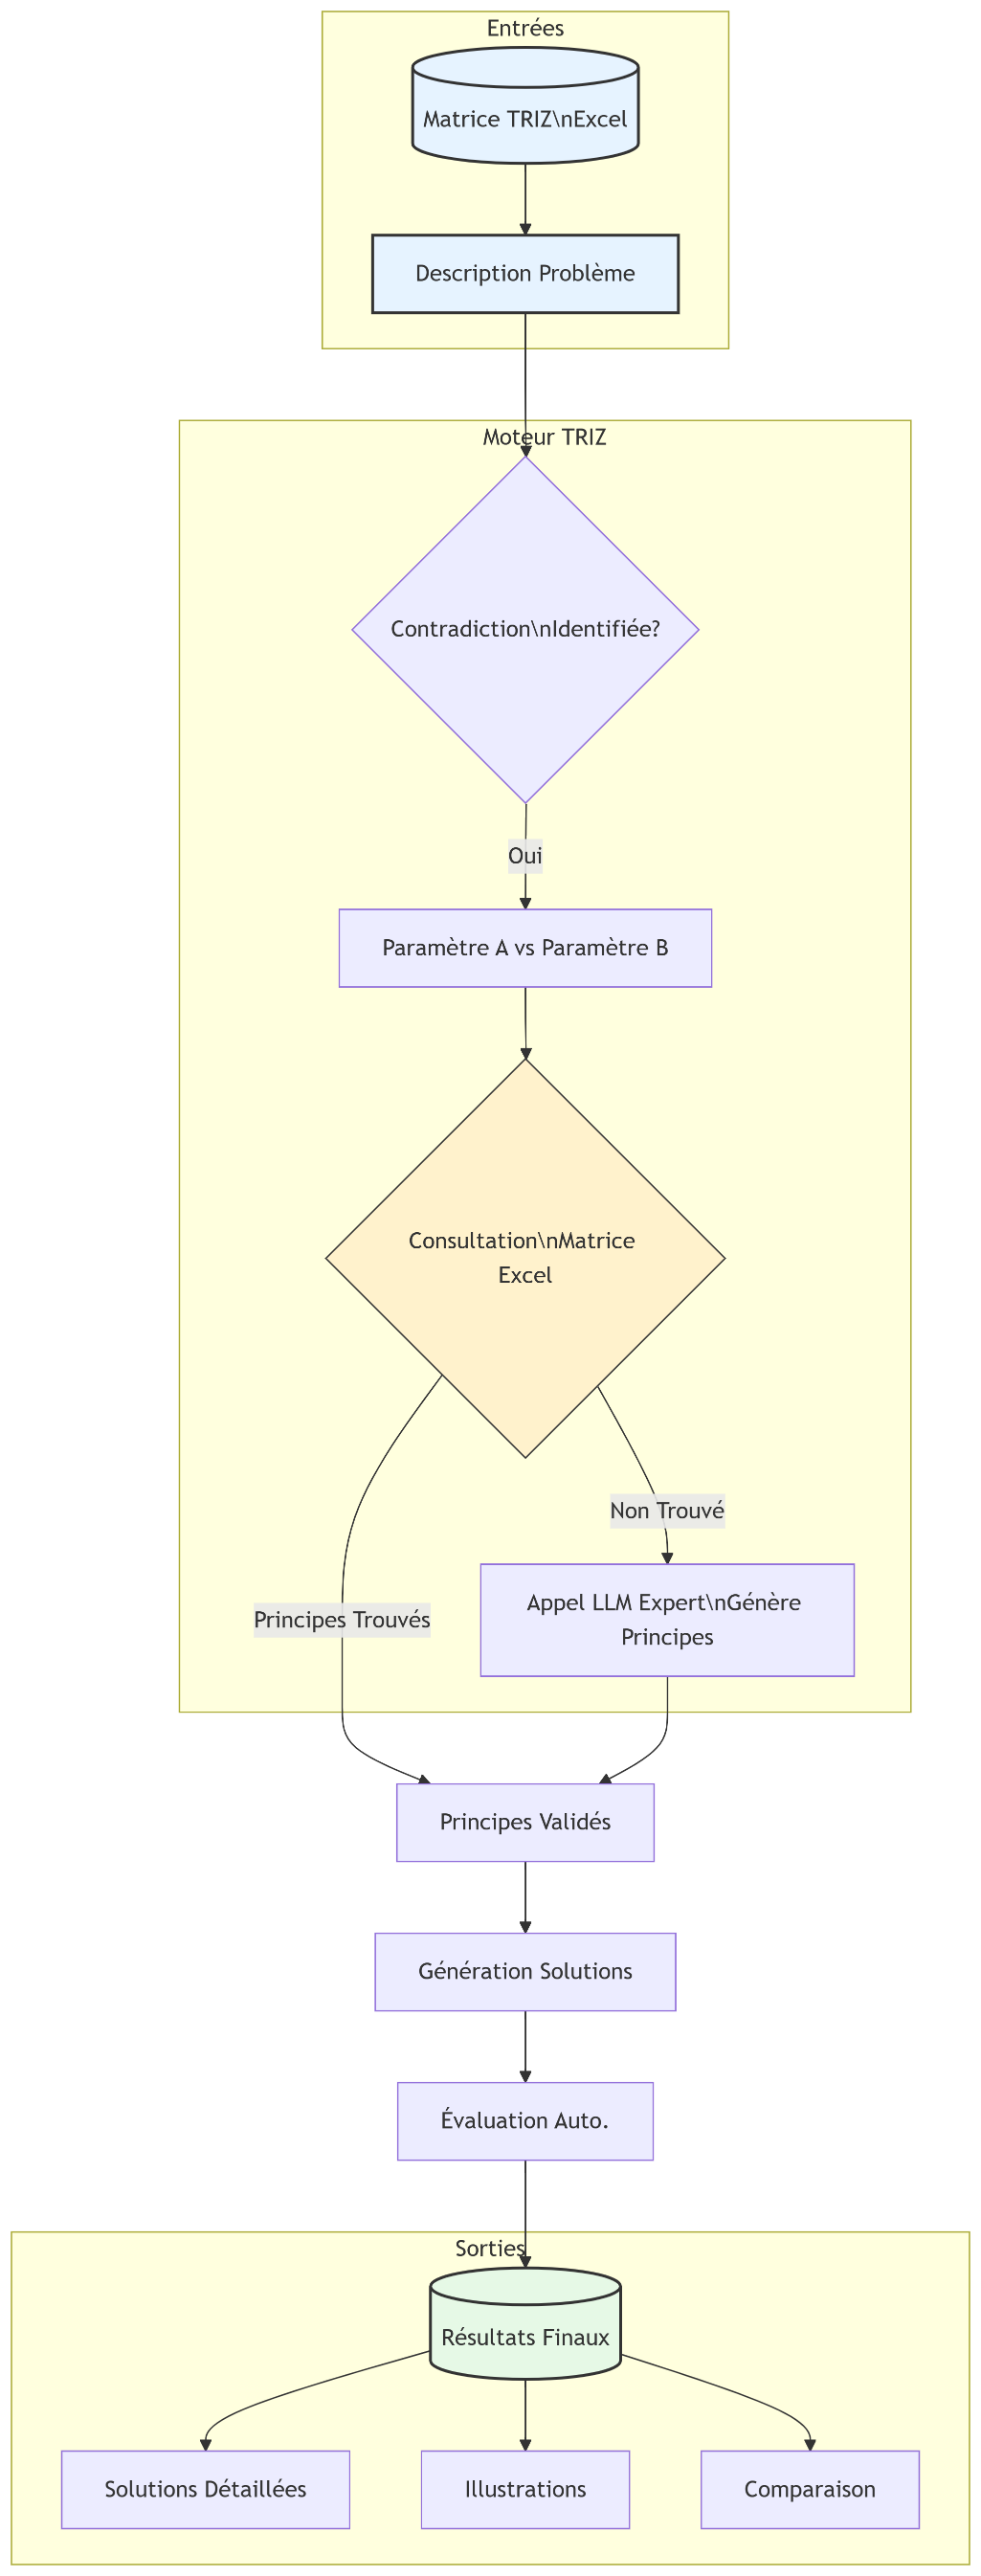 Entrées
Matrice TRIZ\nExcel
Description Problème
Moteur TRIZ
Contradiction\nIdentifiée?
Oui
Paramètre A vs Paramètre B
Consultation\nMatrice
Excel
Non Trouvé
Principes Trouvés
Appel LLM Expert\nGénère
Principes
Principes Validés
Génération Solutions
Évaluation Auto.
Sorties
Résultats Finaux
Solutions Détaillées
Illustrations
Comparaison